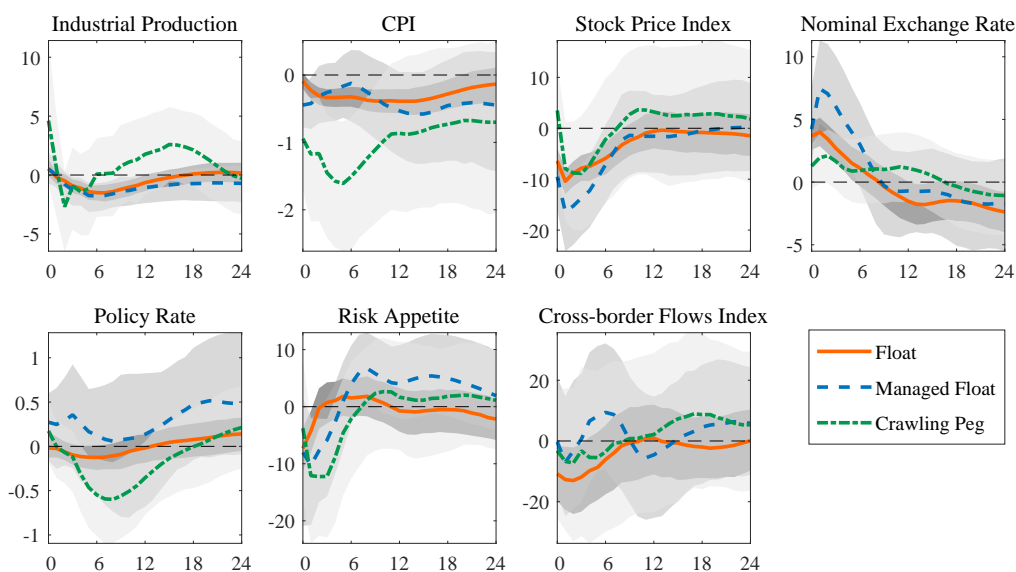 Industrial Production CPI Stock Price Index Nominal Exchange Rate
10
5
0
-5
0 6 12 18 24
0
-1
-2
0 6 12 18 24
10
0
-10
-20
0 6 12 18 24
10
5
0
-5
0 6 12 18 24
Policy Rate Risk Appetite Cross-border Flows Index
1
0.5
0
-0.5
-1
0 6 12 18 24
10
0
-10
-20
0 6 12 18 24
20
0
-20
0 6 12 18 24
Float
Managed Float
Crawling Peg